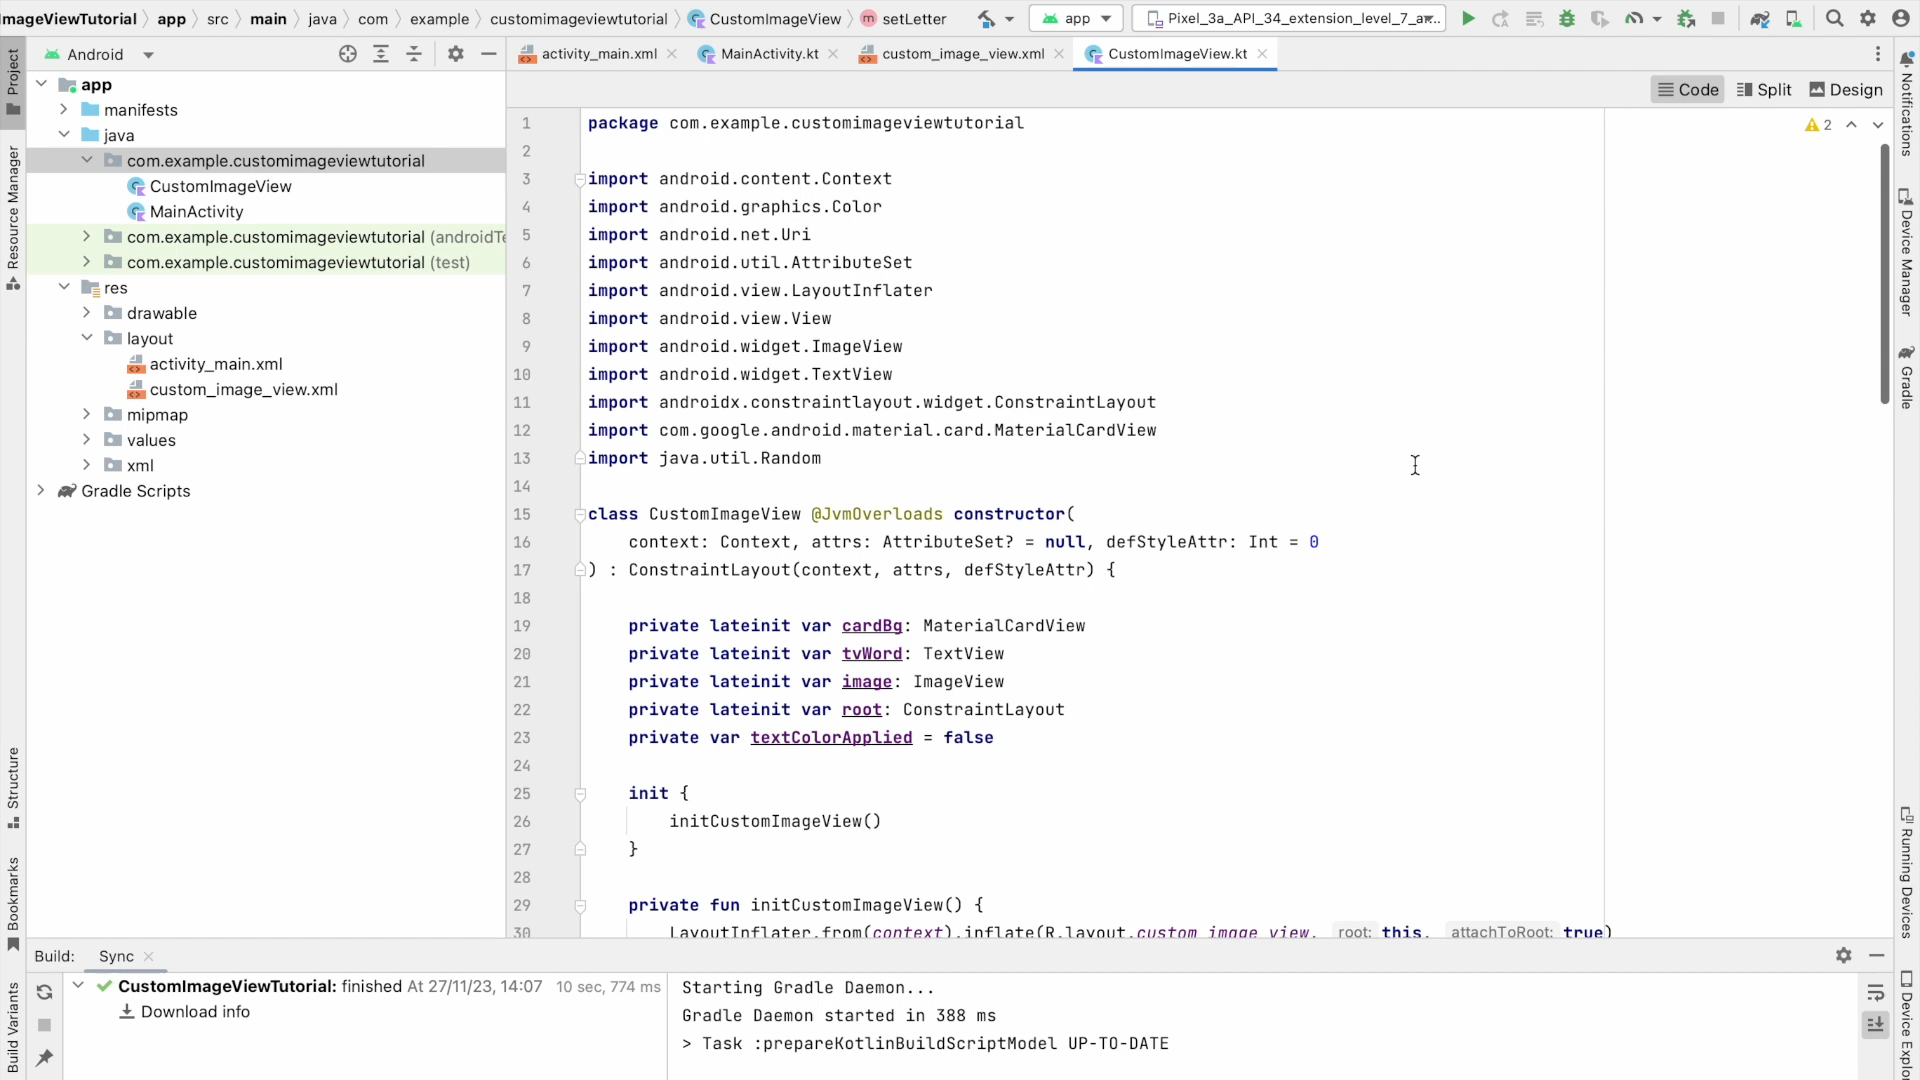 mageViewTutorial app src main java com example customimageviewtutorial CustomImageView setLetter app Pixel_3a_API_34_extension_level_7_a...
Project
Android
activity_main.xml MainActivity.kt custom_image_view.xml CustomImageView.kt
Code Split Design
app
manifests
java
com.example.customimageviewtutorial
CustomImageView
MainActivity
com.example.customimageviewtutorial (androidTe
com.example.customimageviewtutorial (test)
res
drawable
layout
activity_main.xml
custom_image_view.xml
mipmap
values
xml
Gradle Scripts
Resource Manager
Structure
Bookmarks
Build Variants
1 package com.example.customimageviewtutorial
2
3 import android.content.Context
4 import android.graphics.Color
5 import android.net.Uri
6 import android.util.AttributeSet
7 import android.view.LayoutInflater
8 import android.view.View
9 import android.widget.ImageView
10 import android.widget.TextView
11 import androidx.constraintlayout.widget.ConstraintLayout
12 import com.google.android.material.card.MaterialCardView
13 import java.util.Random
14
15 class CustomImageView @JvmOverloads constructor(
16 context: Context, attrs: AttributeSet? = null, defStyleAttr: Int = 0
17 ) : ConstraintLayout(context, attrs, defStyleAttr) {
18
19 private lateinit var cardBg: MaterialCardView
20 private lateinit var tvWord: TextView
21 private lateinit var image: ImageView
22 private lateinit var root: ConstraintLayout
23 private var textColorApplied = false
24
25 init {
26 initCustomImageView()
27 }
28
29 private fun initCustomImageView() {
30 LayoutInflater.from(context).inflate(R.layout.custom_image_view, root: this, attachToRoot: true)
2
Notifications
Device Manager
Gradle
Running Devices
Device Explor
Build: Sync
CustomImageViewTutorial: finished At 27/11/23, 14:07 10 sec, 774 ms
Download info
Starting Gradle Daemon...
Gradle Daemon started in 388 ms
> Task :prepareKotlinBuildScriptModel UP-TO-DATE